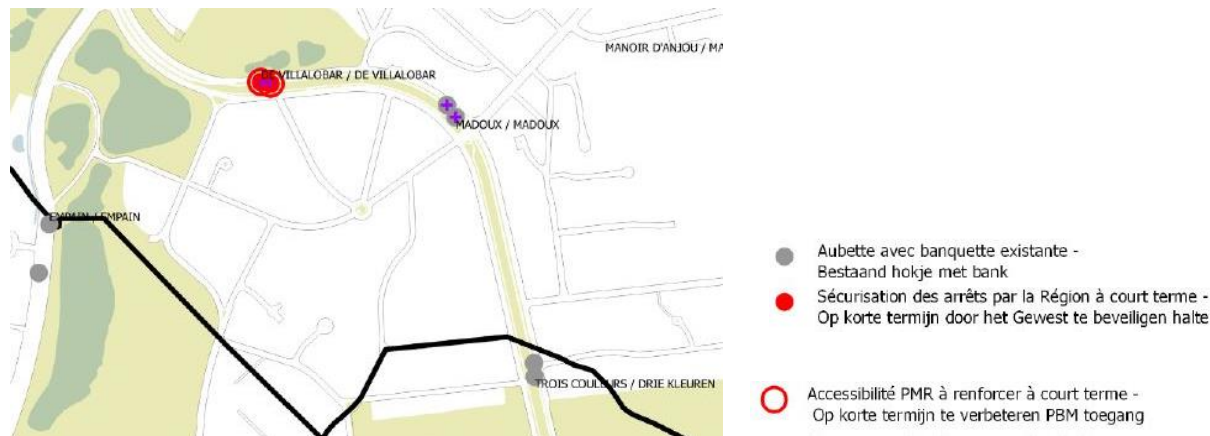 MANOIR D'ANJOU / MA
DE VILLALOBAR / DE VILLALOBAR
MADOUX / MADOUX
EMPAIN / EMPAIN
TROIS COULEURS / DRIE KLEUREN
Aubette avec banquette existante -
Bestaand hokje met bank
Sécurisation des arrêts par la Région à court terme -
Op korte termijn door het Gewest te beveiligen halte
Accessibilité PMR à renforcer à court terme -
Op korte termijn te verbeteren PBM toegang